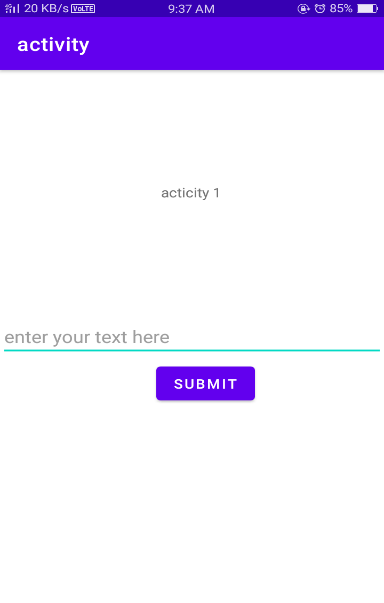 20 KB/s VoLTE 9:37 AM 85%
activity
acticity 1
enter your text here
SUBMIT